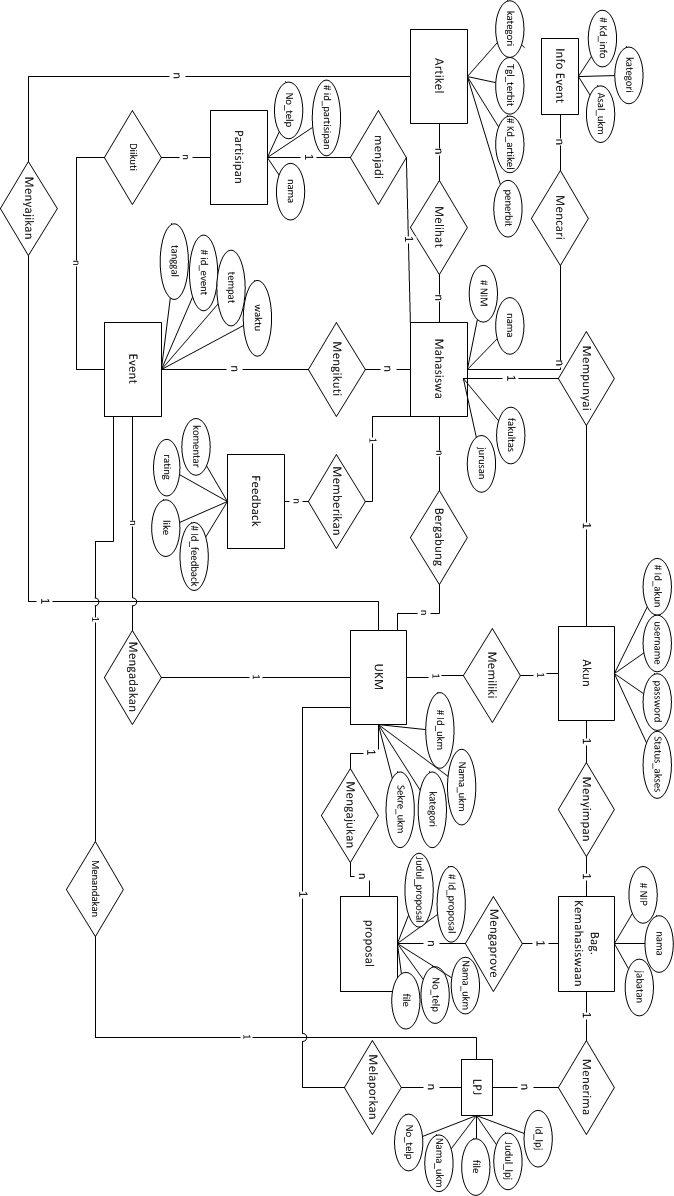 kategori
# Kd_info
Asal_ukm
Info Event
n
Mencari
n
kategori
Tgl_terbit
# Kd_artikel
penerbit
Artikel
n
Melihat
n
# NIM
nama
fakultas
jurusan
Mahasiswa
1
Mempunyai
1
# Id_akun
username
password
Status_akses
Akun
1
Menyimpan
1
# NIP
nama
jabatan
Bag.
Kemahasiswaan
1
Menerima
n
Id_lpj
Judul_lpj
file
Nama_ukm
No_telp
LPJ
n
Melaporkan
1
1
Mengaprove
n
# Id_proposal
Judul_proposal
Nama_ukm
No_telp
file
proposal
n
Mengajukan
1
1
Memiliki
1
# Id_ukm
Nama_ukm
kategori
Sekre_ukm
UKM
n
Bergabung
n
1
menjadi
1
# id_partisipan
No_telp
nama
Partisipan
n
Diikuti
n
n
Mengikuti
n
waktu
tempat
# id_event
tanggal
Event
1
Memberikan
n
komentar
rating
like
# id_feedback
Feedback
n
Mengadakan
1
1
Menandakan
1
n
Menyajikan
1